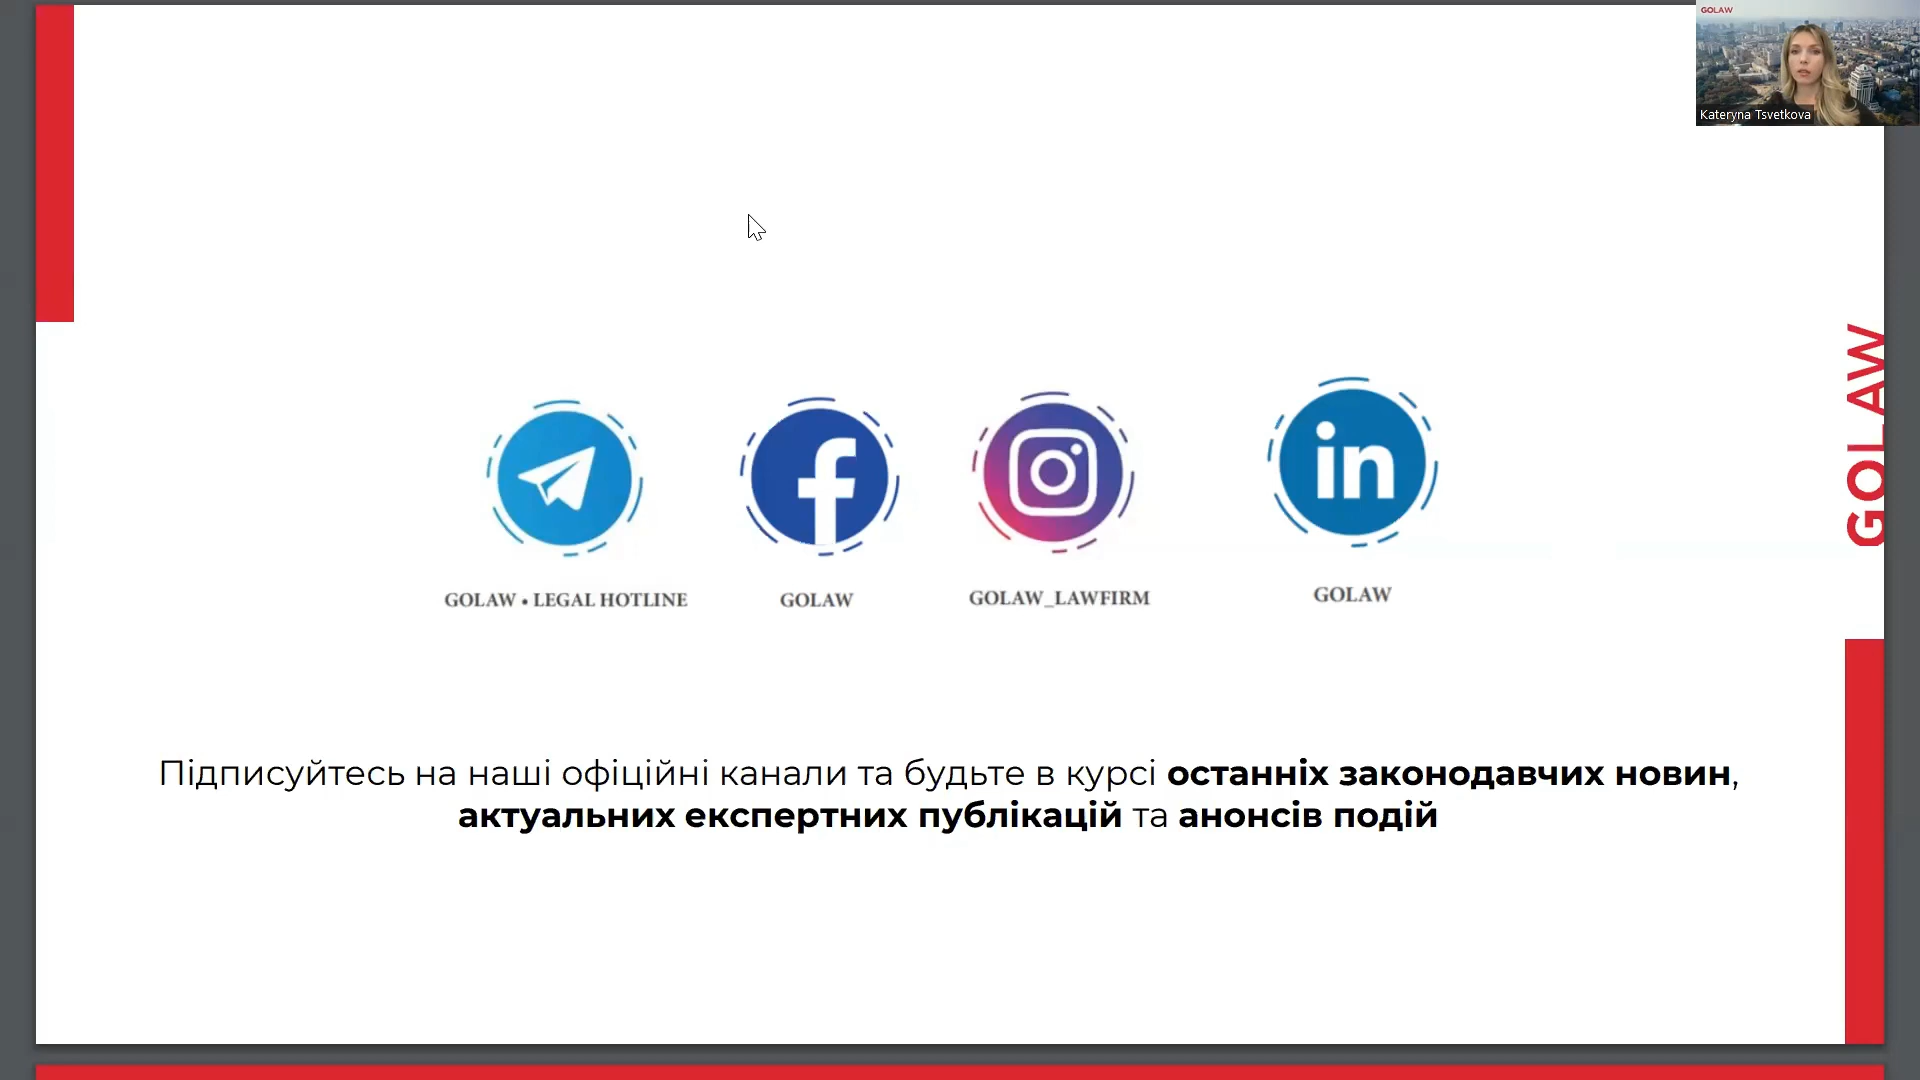 GOLAW
Kateryna Tsvetkova
GOLAW
in
GOLAW • LEGAL HOTLINE
GOLAW
GOLAW_LAWFIRM
GOLAW
Підписуйтесь на наші офіційні канали та будьте в курсі останніх законодавчих новин,
актуальних експертних публікацій та анонсів подій